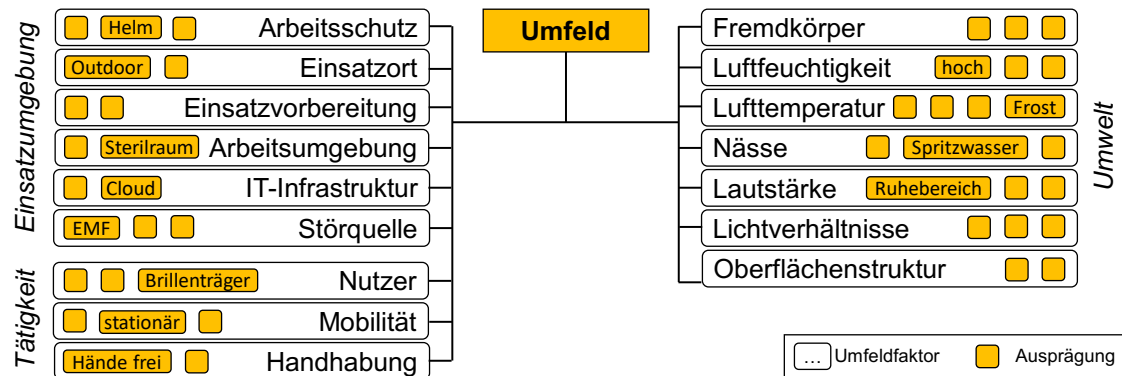 Umfeld
Einsatzumgebung
Helm Arbeitsschutz
Outdoor Einsatzort
Einsatzvorbereitung
Sterilraum Arbeitsumgebung
Cloud IT-Infrastruktur
EMF Störquelle
Tätigkeit
Brillenträger Nutzer
stationär Mobilität
Hände frei Handhabung
Fremdkörper
Luftfeuchtigkeit hoch
Lufttemperatur Frost
Nässe Spritzwasser
Lautstärke Ruhebereich
Lichtverhältnisse
Oberflächenstruktur
Umwelt
... Umfeldfaktor Ausprägung